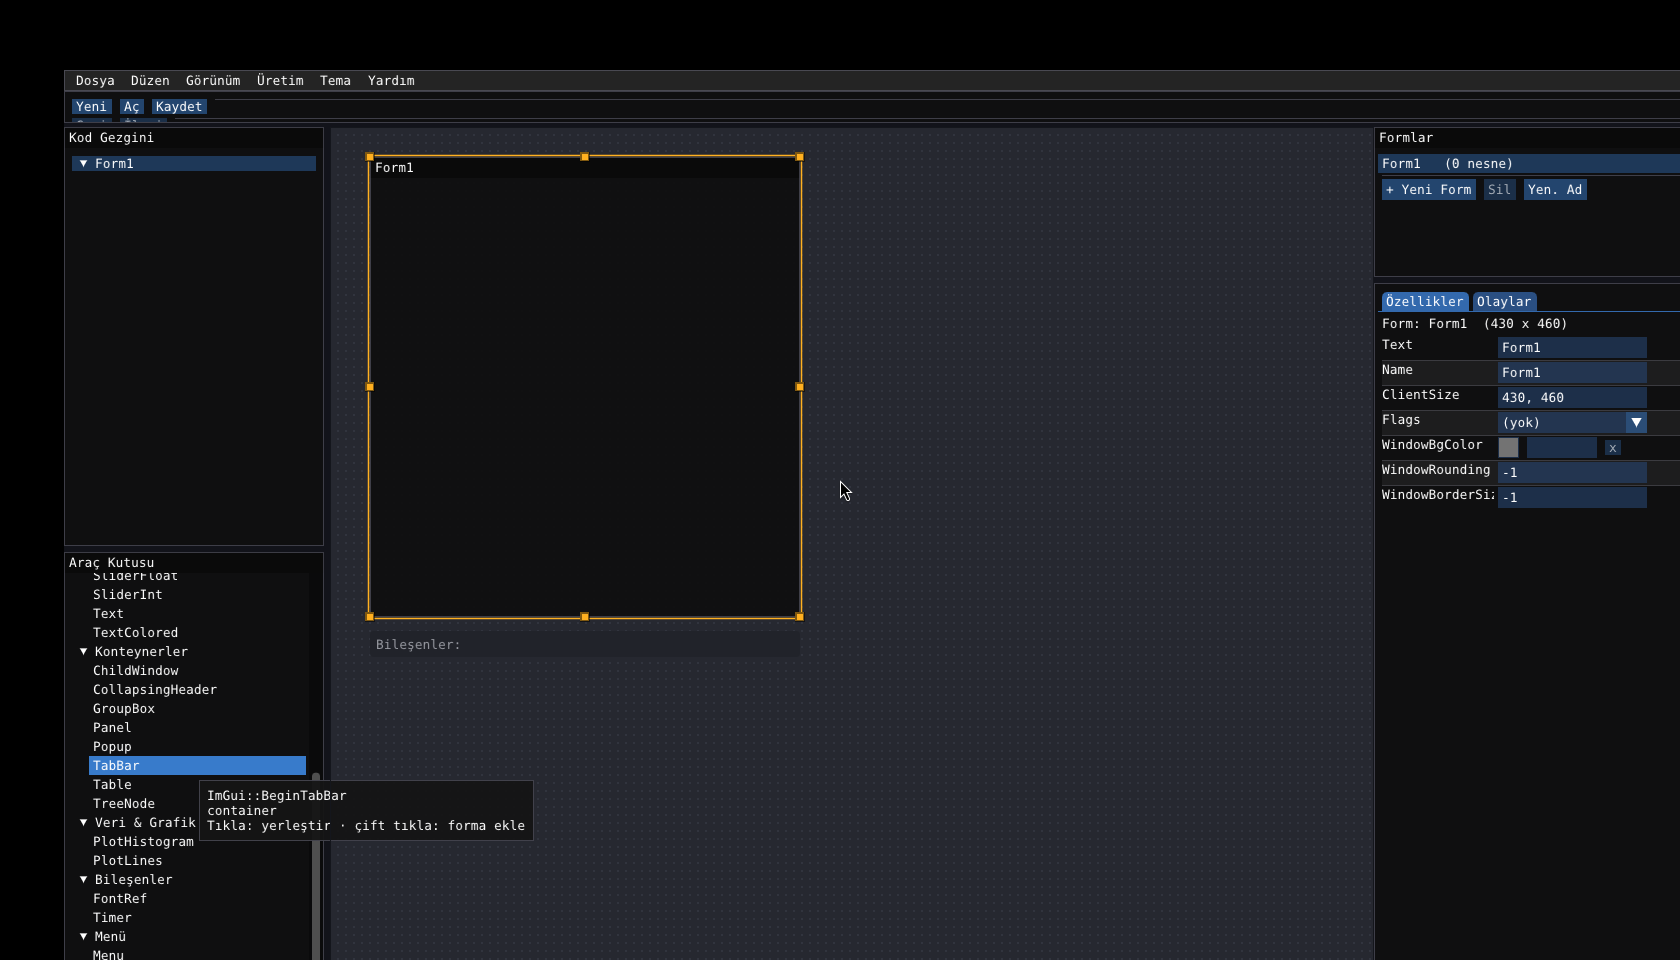 Dosya Düzen Görünüm Üretim Tema Yardım
Yeni Aç Kaydet
Kod Gezgini
▼ Form1
Form1
Bileşenler:
Araç Kutusu
SliderFloat
SliderInt
Text
TextColored
▼ Konteynerler
ChildWindow
CollapsingHeader
GroupBox
Panel
Popup
TabBar
Table
TreeNode
▼ Veri & Grafik
PlotHistogram
PlotLines
▼ Bileşenler
FontRef
Timer
▼ Menü
Menu
ImGui::BeginTabBar
container
Tıkla: yerleştir · çift tıkla: forma ekle
Formlar
Form1 (0 nesne)
+ Yeni Form Sil Yen. Ad
Özellikler Olaylar
Form: Form1 (430 x 460)
Text Form1
Name Form1
ClientSize 430, 460
Flags (yok) ▼
WindowBgColor x
WindowRounding -1
WindowBorderSiz -1